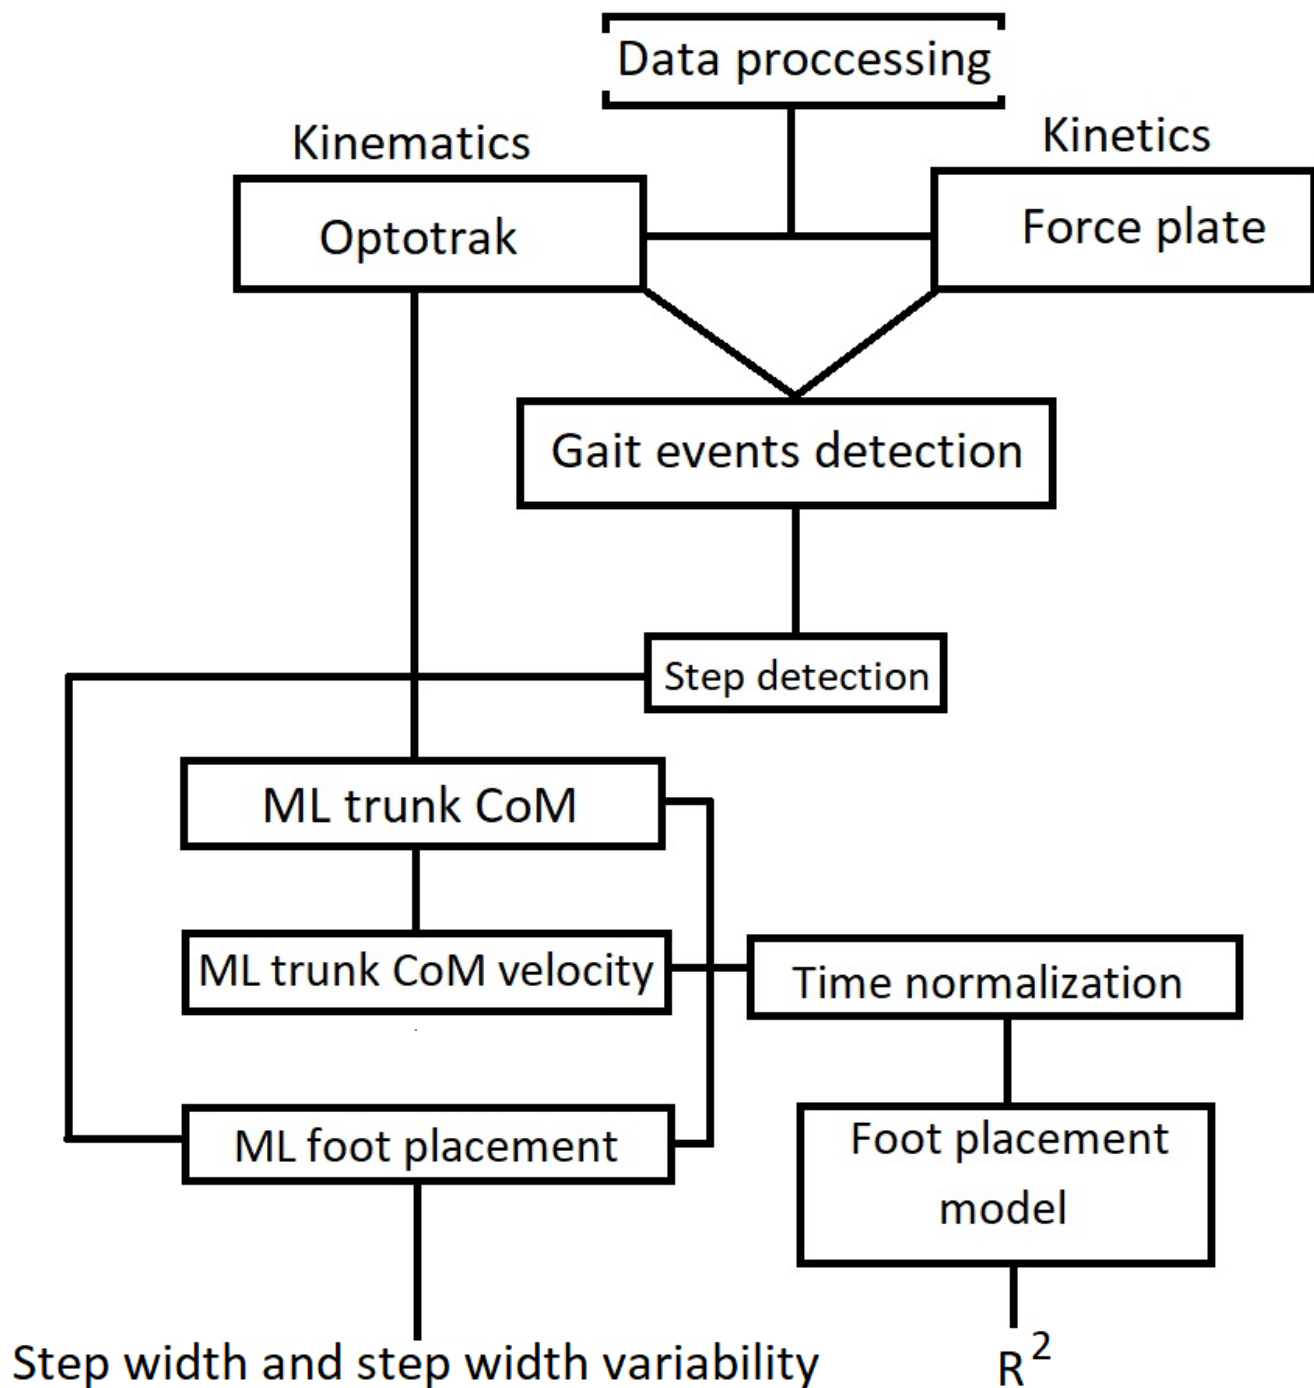 Data proccessing
Kinematics
Kinetics
Optotrak
Force plate
Gait events detection
Step detection
ML trunk CoM
ML trunk CoM velocity
Time normalization
ML foot placement
Foot placement
model
Step width and step width variability
R²